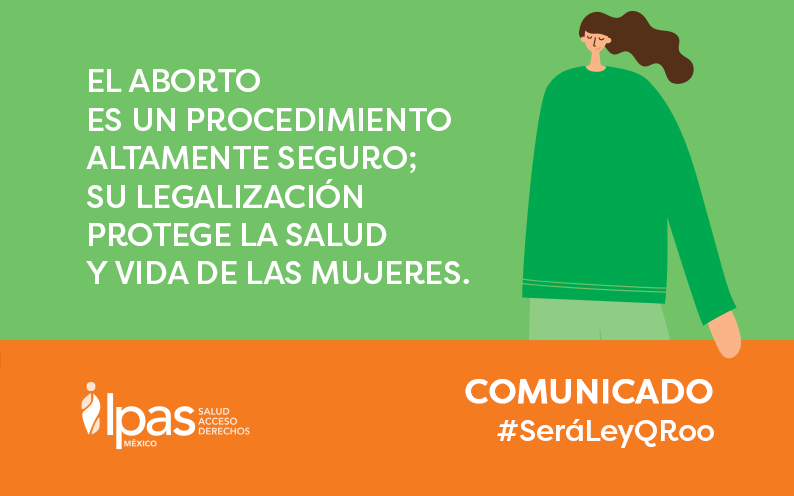 EL ABORTO
ES UN PROCEDIMIENTO
ALTAMENTE SEGURO;
SU LEGALIZACIÓN
PROTEGE LA SALUD
Y VIDA DE LAS MUJERES.
Ipas
MÉXICO
SALUD
ACCESO
DERECHOS
COMUNICADO
#SeráLeyQRoo